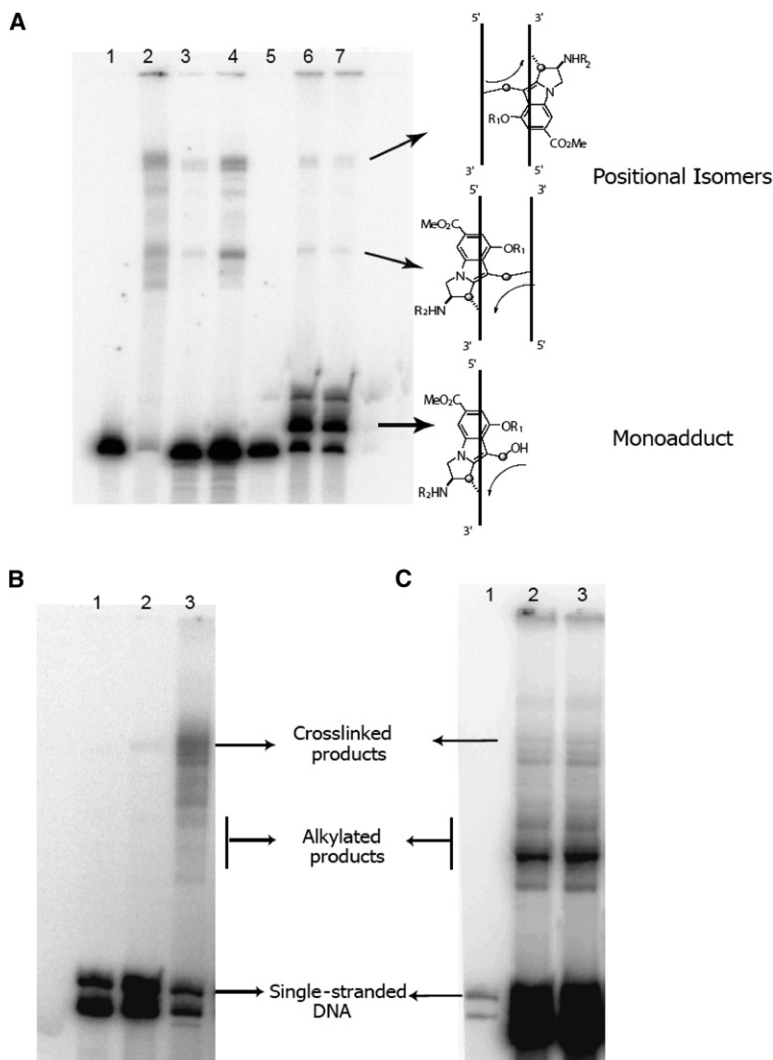 A
1 2 3 4 5 6 7
5' 3'
NHR2
N
R1O
CO2Me
3' 5'
Positional Isomers
5' 3'
MeO2C
OR1
N
R2HN
3' 5'
5'
MeO2C
OR1
N
OH
R2HN
3'
Monoadduct
B
1 2 3
C
1 2 3
Crosslinked
products
Alkylated
products
Single-stranded
DNA